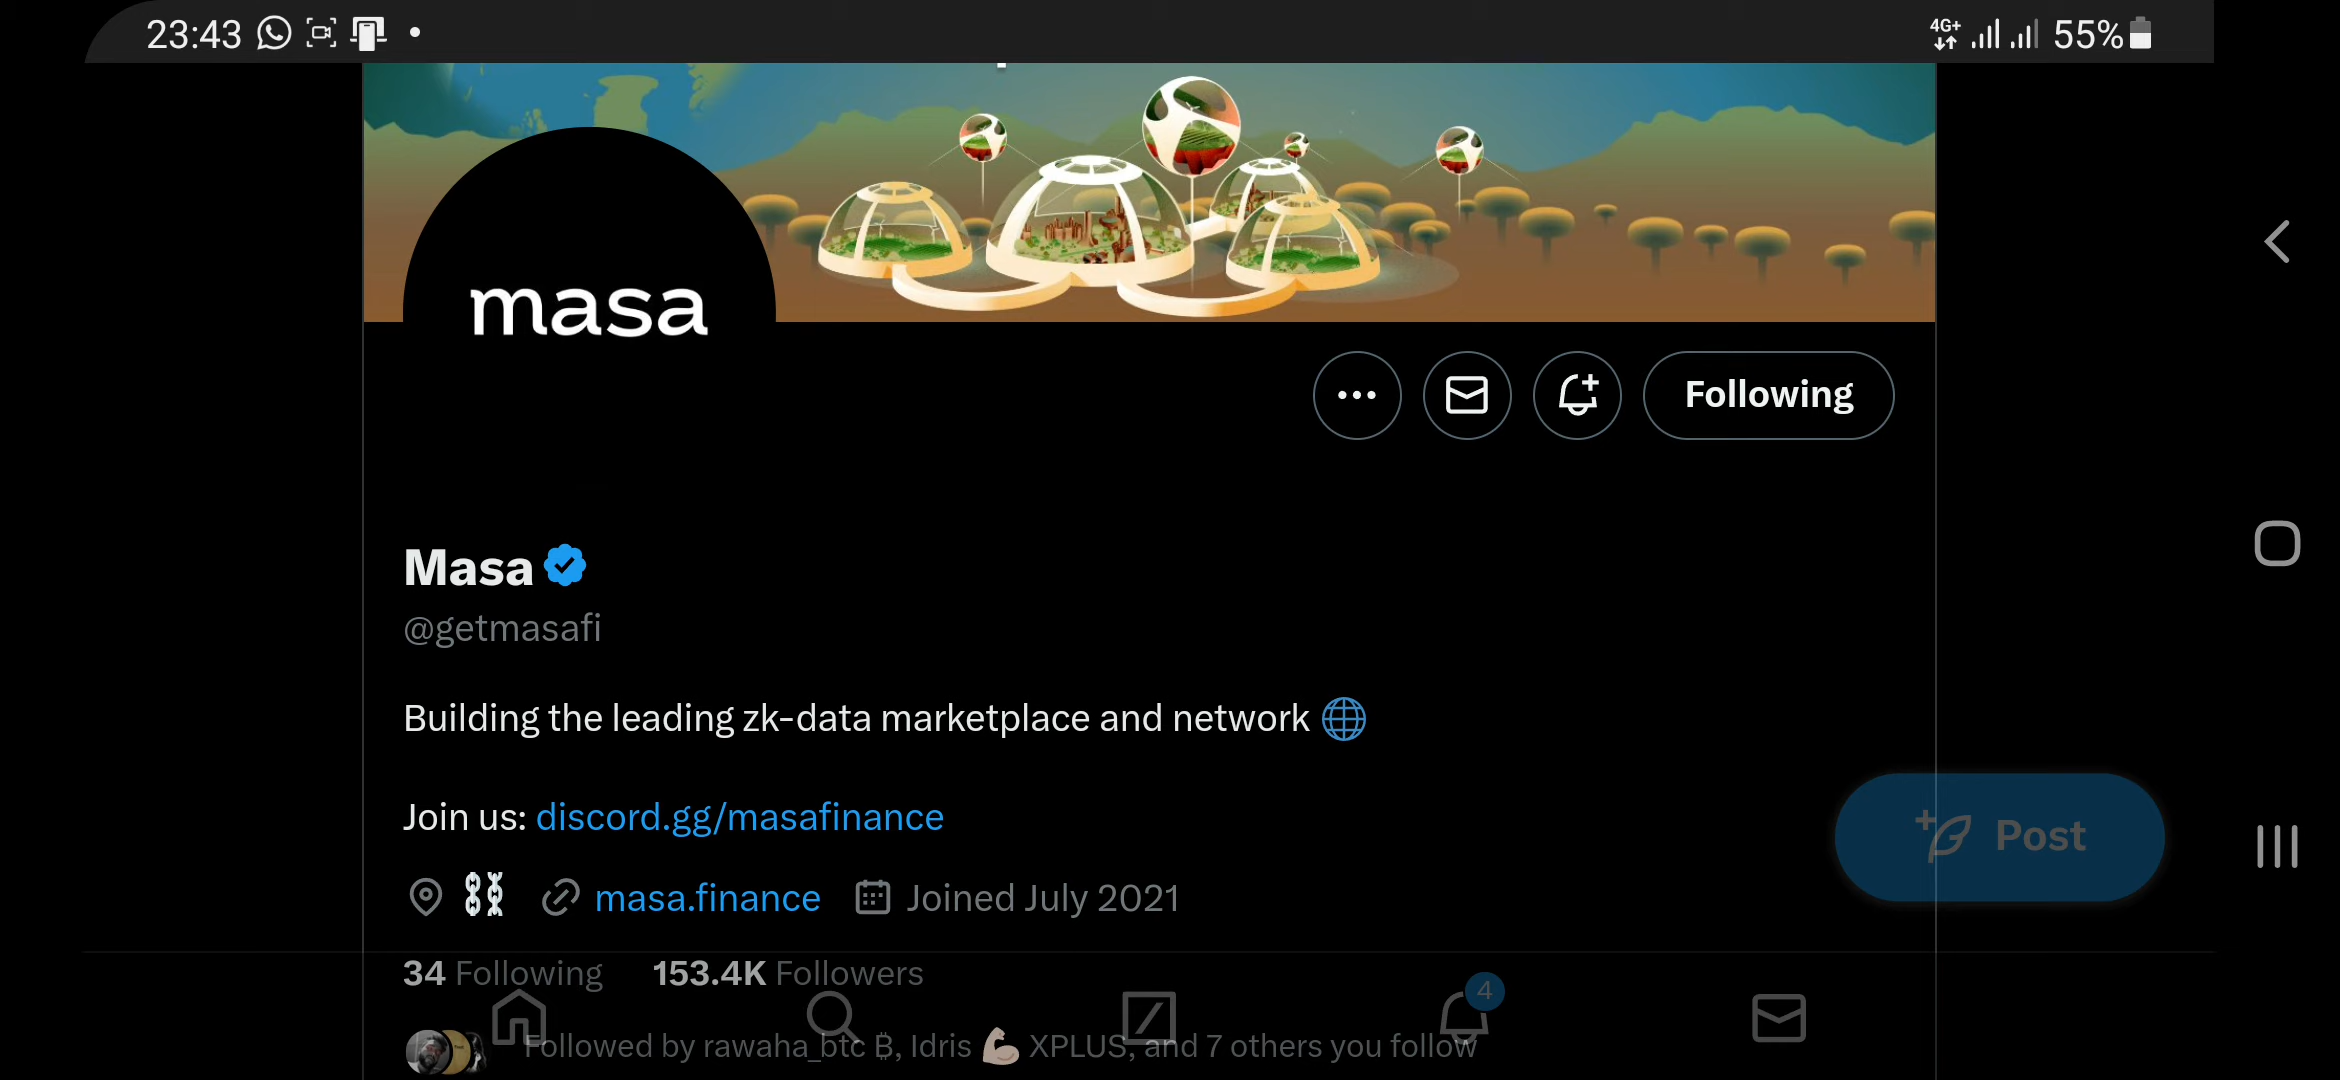 23:43
4G+ 55%
masa
Following
Masa
@getmasafi
Building the leading zk-data marketplace and network 🌐
Join us: discord.gg/masafinance
Post
⛓️ masa.finance Joined July 2021
34 Following 153.4K Followers
4
Followed by rawaha_btc ₿, Idris 💪🏼 XPLUS, and 7 others you follow